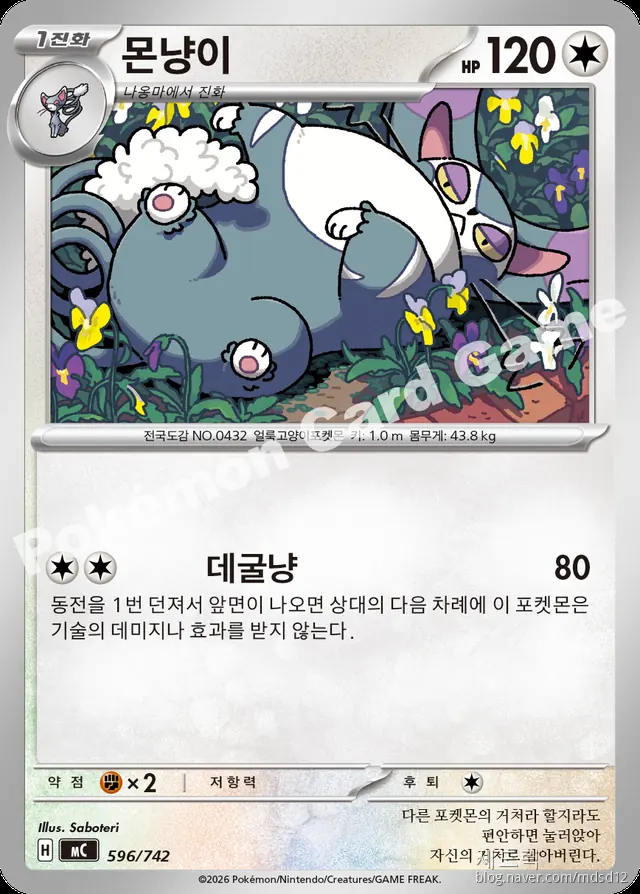 1진화
몬냥이
HP 120
나옹마에서 진화
전국도감 NO.0432 얼룩고양이포켓몬 키: 1.0 m 몸무게: 43.8 kg
Pokémon Card Game
데굴냥 80
동전을 1번 던져서 앞면이 나오면 상대의 다음 차례에 이 포켓몬은
기술의 데미지나 효과를 받지 않는다.
약점 ×2 저항력 후퇴
Illus. Saboteri
다른 포켓몬의 거처라 할지라도
편안하면 눌러앉아
자신의 거처로 삼아버린다.
H MC 596/742
blog.naver.com/mdsd12
©2026 Pokémon/Nintendo/Creatures/GAME FREAK.